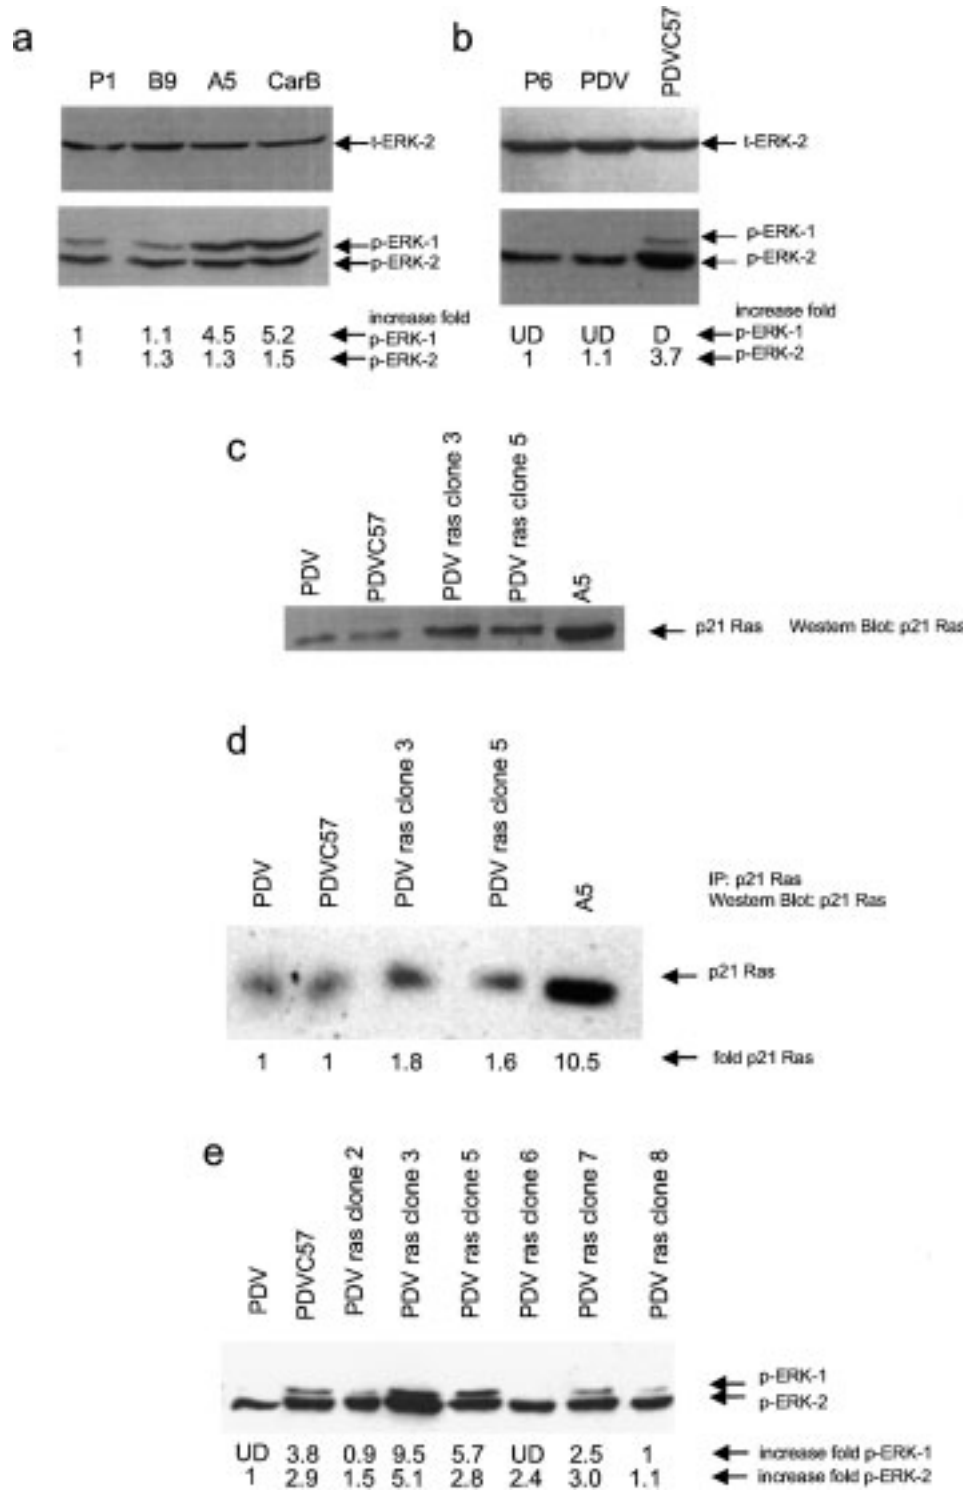 a
P1 B9 A5 CarB
t-ERK-2
p-ERK-1
p-ERK-2
increase fold
1 1.1 4.5 5.2 p-ERK-1
1 1.3 1.3 1.5 p-ERK-2
b
P6 PDV PDVC57
t-ERK-2
p-ERK-1
p-ERK-2
increase fold
UD UD D p-ERK-1
1 1.1 3.7 p-ERK-2
c
PDV PDVC57 PDV ras clone 3 PDV ras clone 5 A5
p21 Ras Western Blot: p21 Ras
d
PDV PDVC57 PDV ras clone 3 PDV ras clone 5 A5
IP: p21 Ras
Western Blot: p21 Ras
p21 Ras
1 1 1.8 1.6 10.5 fold p21 Ras
e
PDV PDVC57 PDV ras clone 2 PDV ras clone 3 PDV ras clone 5 PDV ras clone 6 PDV ras clone 7 PDV ras clone 8
p-ERK-1
p-ERK-2
UD 3.8 0.9 9.5 5.7 UD 2.5 1 increase fold p-ERK-1
1 2.9 1.5 5.1 2.8 2.4 3.0 1.1 increase fold p-ERK-2